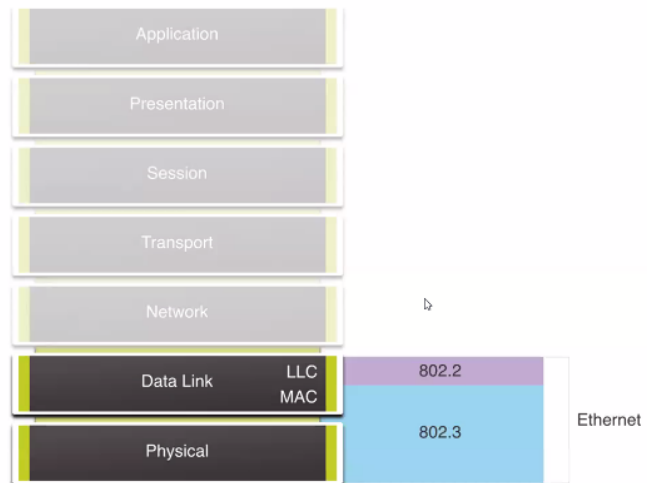 Application
Presentation
Session
Transport
Network
Data Link
LLC
MAC
802.2
802.3
Ethernet
Physical